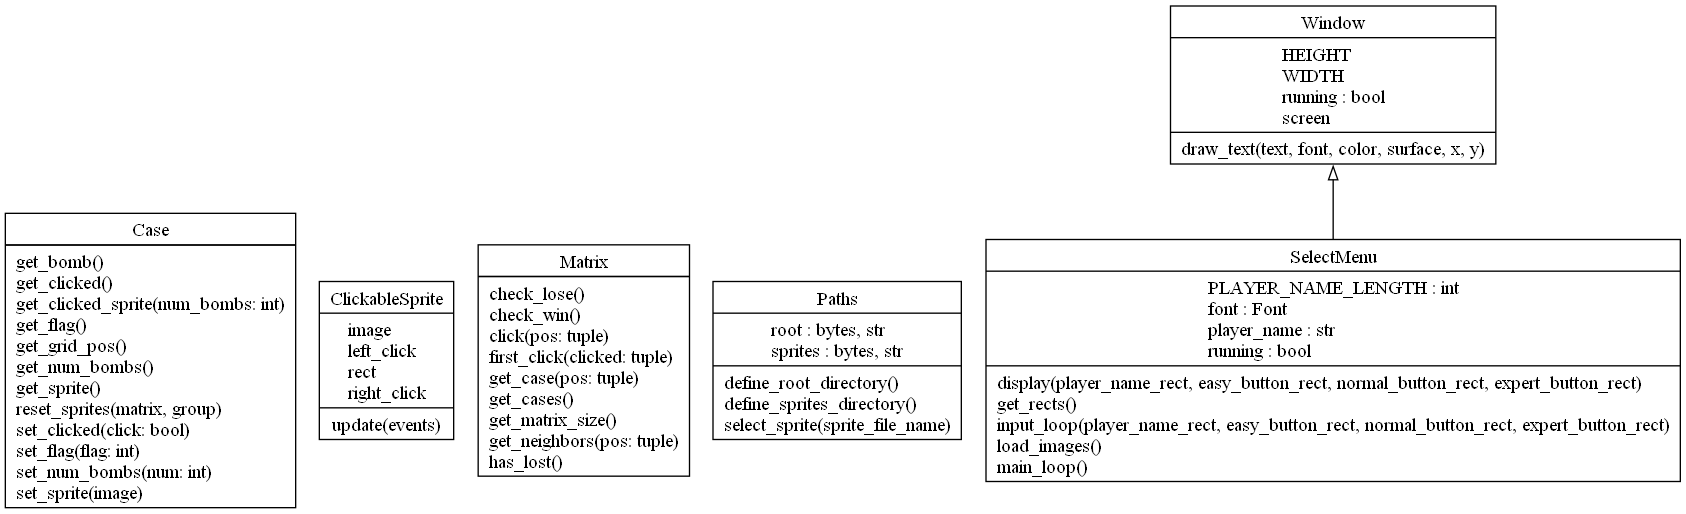 Window
HEIGHT
WIDTH
running : bool
screen
draw_text(text, font, color, surface, x, y)
Case
get_bomb()
get_clicked()
get_clicked_sprite(num_bombs: int)
get_flag()
get_grid_pos()
get_num_bombs()
get_sprite()
reset_sprites(matrix, group)
set_clicked(click: bool)
set_flag(flag: int)
set_num_bombs(num: int)
set_sprite(image)
ClickableSprite
image
left_click
rect
right_click
update(events)
Matrix
check_lose()
check_win()
click(pos: tuple)
first_click(clicked: tuple)
get_case(pos: tuple)
get_cases()
get_matrix_size()
get_neighbors(pos: tuple)
has_lost()
Paths
root : bytes, str
sprites : bytes, str
define_root_directory()
define_sprites_directory()
select_sprite(sprite_file_name)
SelectMenu
PLAYER_NAME_LENGTH : int
font : Font
player_name : str
running : bool
display(player_name_rect, easy_button_rect, normal_button_rect, expert_button_rect)
get_rects()
input_loop(player_name_rect, easy_button_rect, normal_button_rect, expert_button_rect)
load_images()
main_loop()